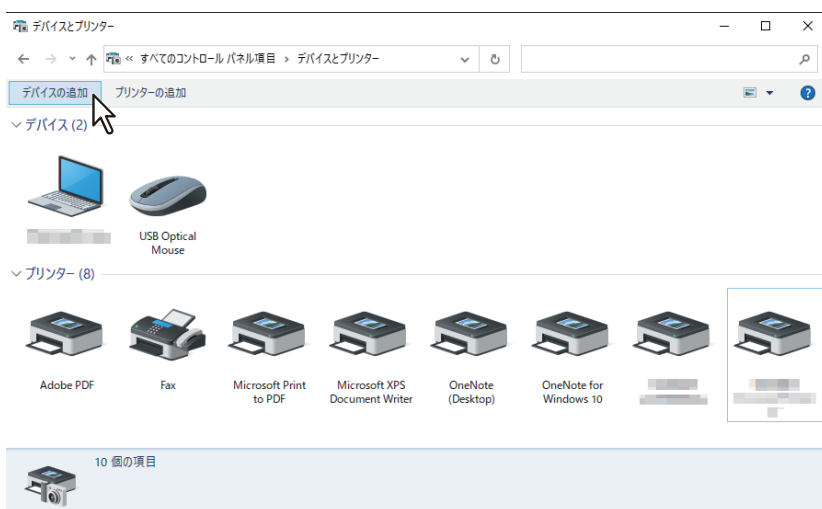 デバイスとプリンター
« すべてのコントロール パネル項目 › デバイスとプリンター
デバイスの追加 プリンターの追加
デバイス (2)
USB Optical
Mouse
プリンター (8)
Adobe PDF
Fax
Microsoft Print
to PDF
Microsoft XPS
Document Writer
OneNote
(Desktop)
OneNote for
Windows 10
10 個の項目